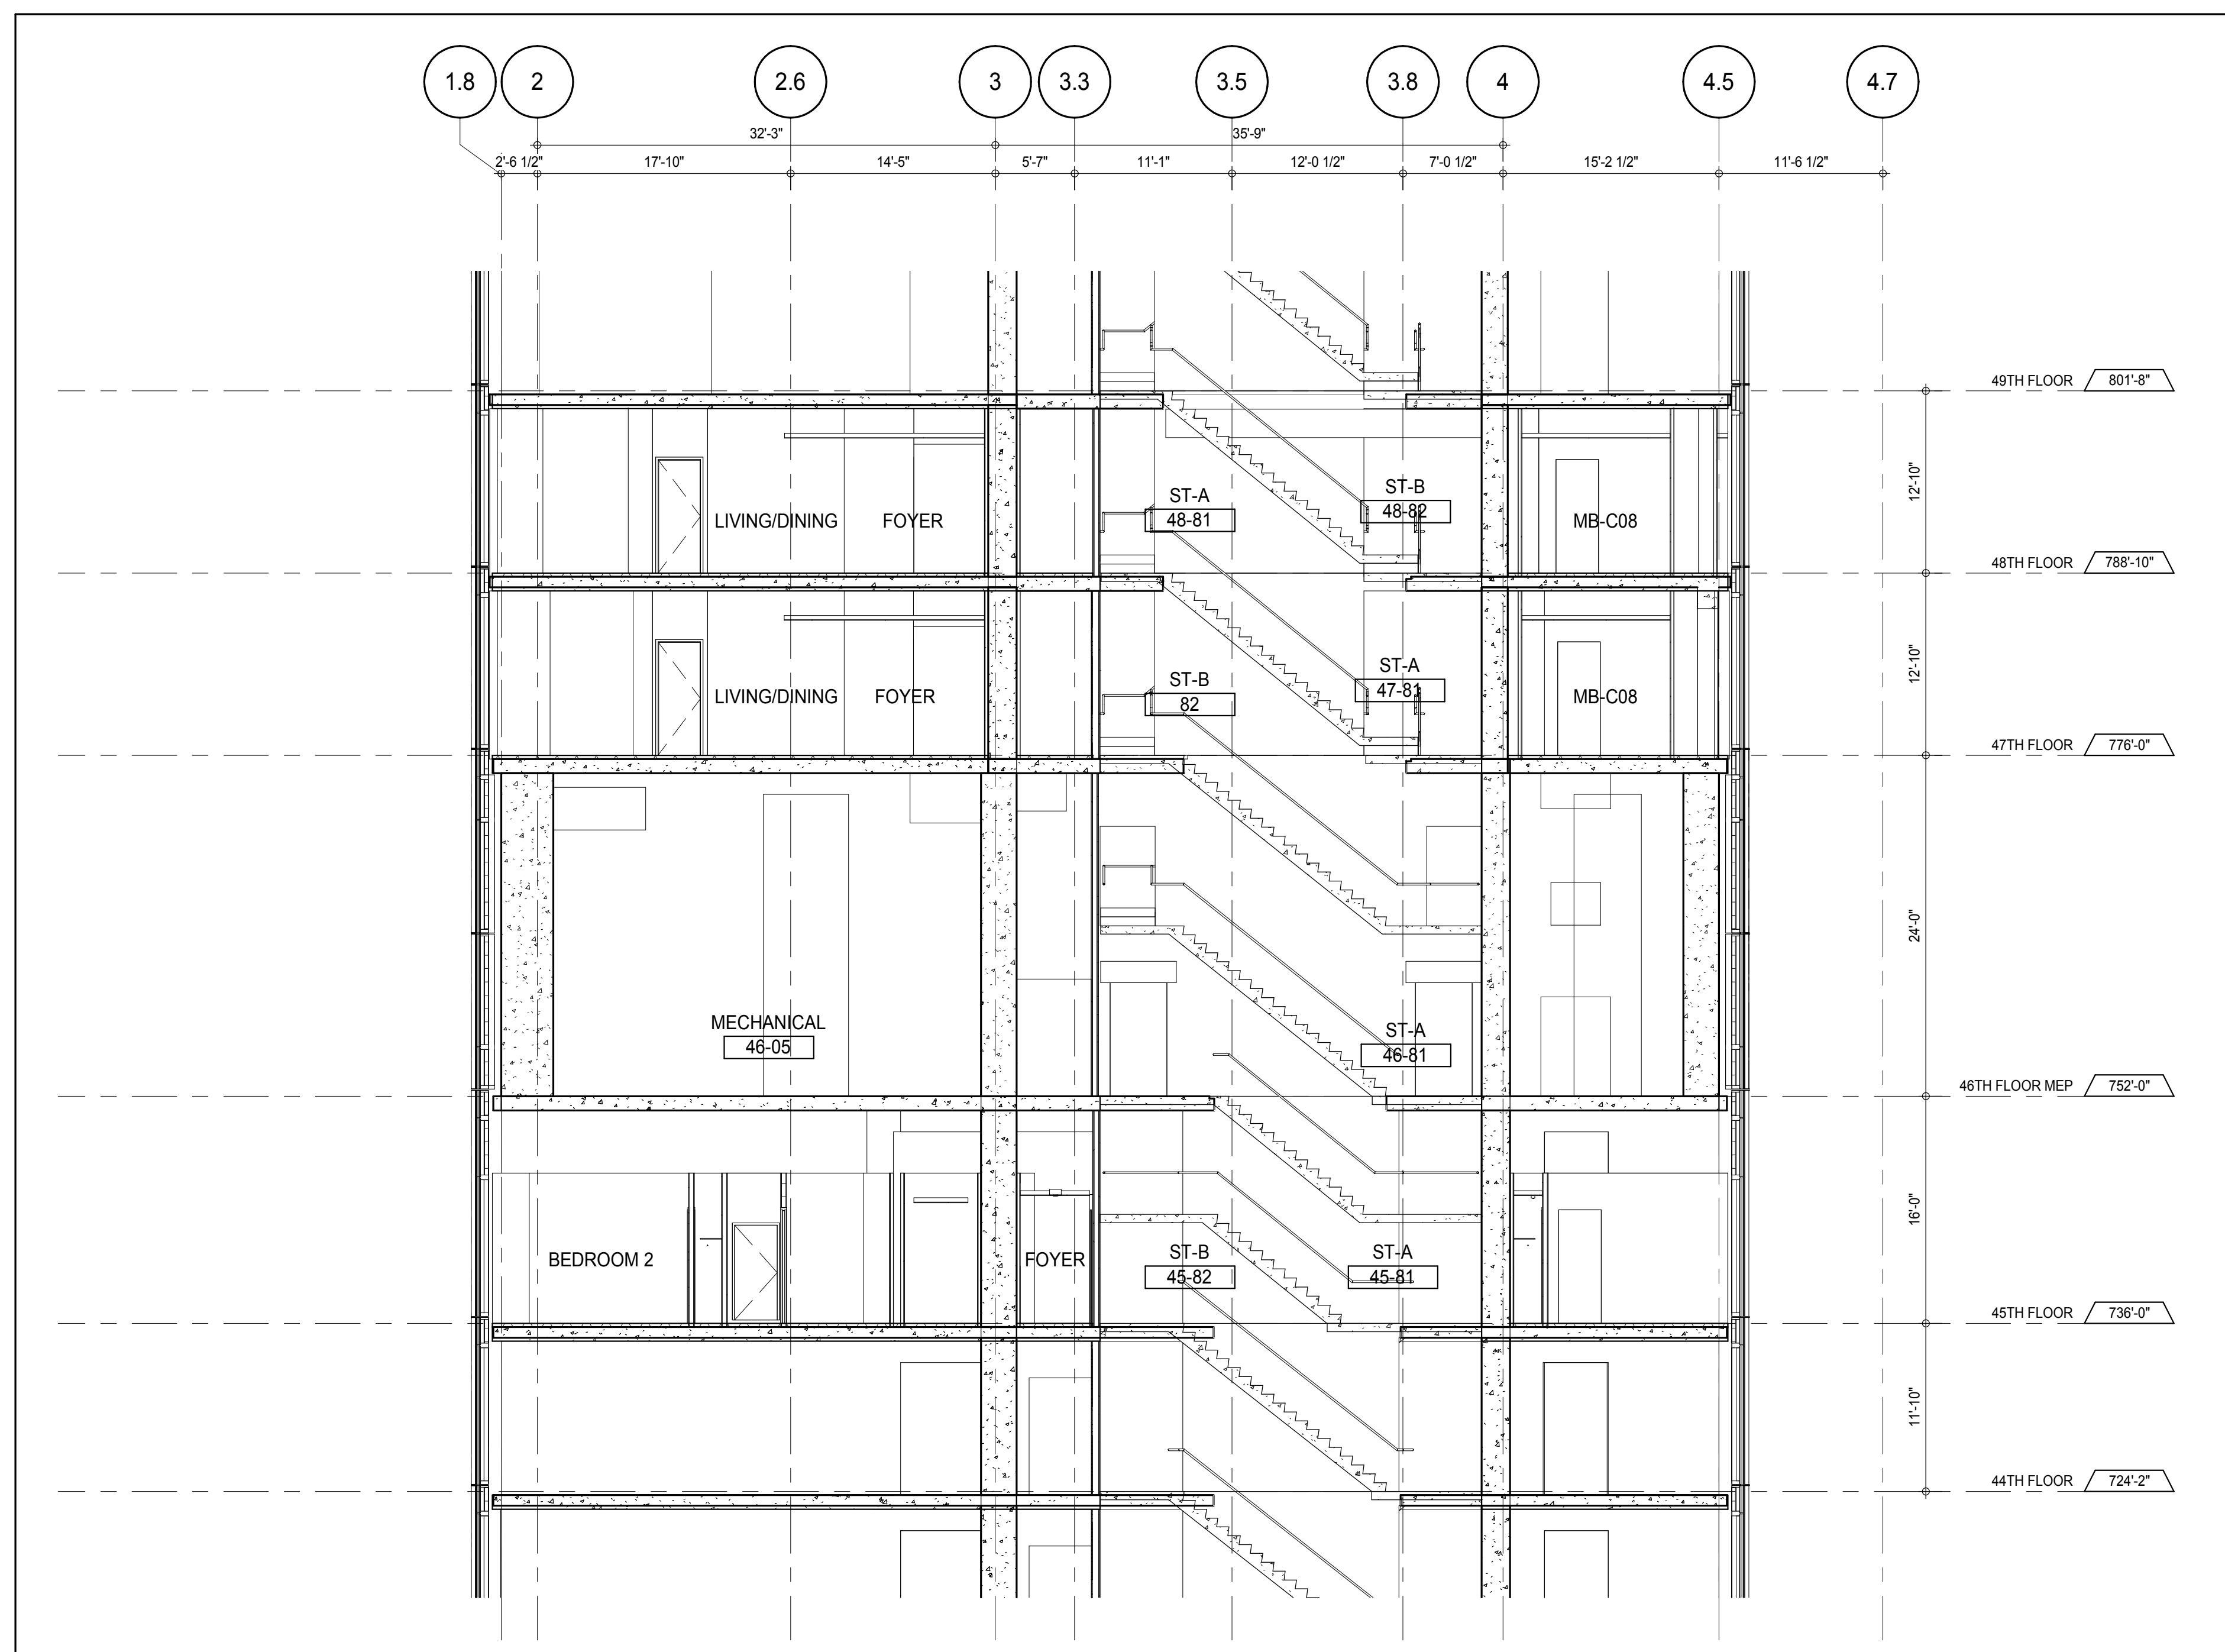 1.8 2 2.6 3 3.3 3.5 3.8 4 4.5 4.7
32'-3" 35'-9"
2'-6 1/2" 17'-10" 14'-5" 5'-7" 11'-1" 12'-0 1/2" 7'-0 1/2" 15'-2 1/2" 11'-6 1/2"
49TH FLOOR 801'-8"
12'-10"
ST-A ST-B
48-81 48-82
LIVING/DINING FOYER MB-C08
48TH FLOOR 788'-10"
12'-10"
ST-B ST-A
82 47-81
LIVING/DINING FOYER MB-C08
47TH FLOOR 776'-0"
24'-0"
MECHANICAL ST-A
46-05 46-81
46TH FLOOR MEP 752'-0"
16'-0"
BEDROOM 2 FOYER ST-B ST-A
45-82 45-81
45TH FLOOR 736'-0"
11'-10"
44TH FLOOR 724'-2"